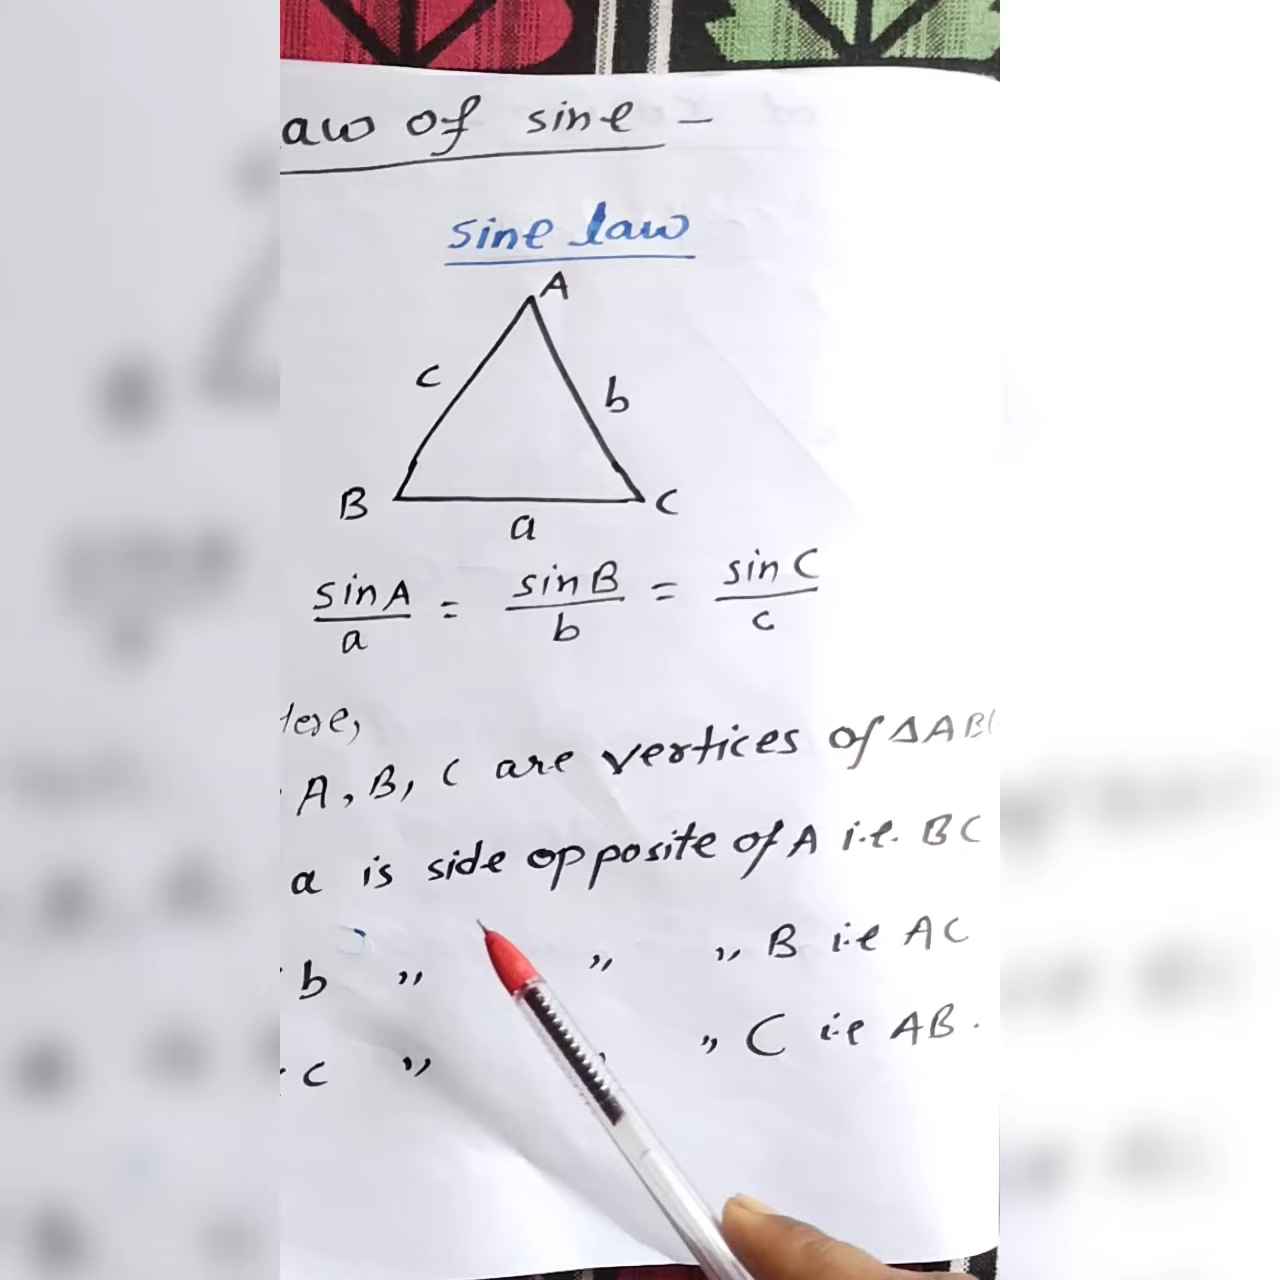 aw of sine -
sine law
A
c
b
B
C
a
sin A / a = sin B / b = sin C / c
Here,
A, B, C are vertices of ΔABC
a is side opposite of A i.e. BC
b " " " B i.e AC
c " " " C i.e AB.